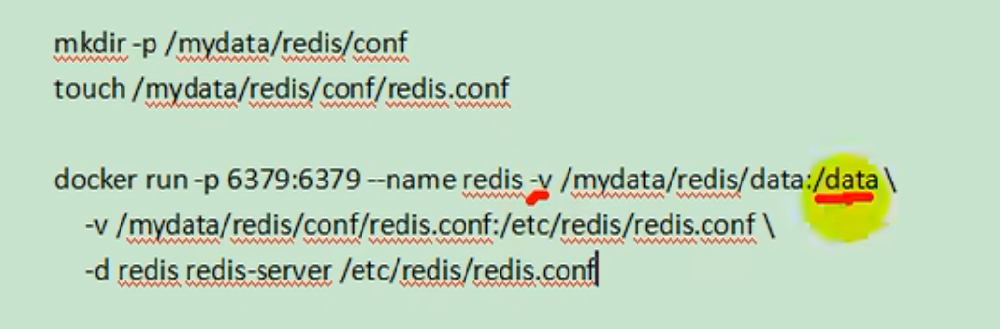 mkdir -p /mydata/redis/conf
touch /mydata/redis/conf/redis.conf
docker run -p 6379:6379 --name redis -v /mydata/redis/data:/data \
-v /mydata/redis/conf/redis.conf:/etc/redis/redis.conf \
-d redis redis-server /etc/redis/redis.conf